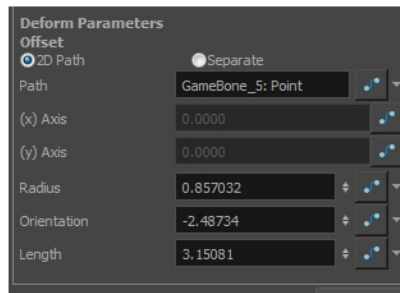 Deform Parameters
Offset
2D Path Separate
Path GameBone_5: Point
(x) Axis 0.0000
(y) Axis 0.0000
Radius 0.857032
Orientation -2.48734
Length 3.15081